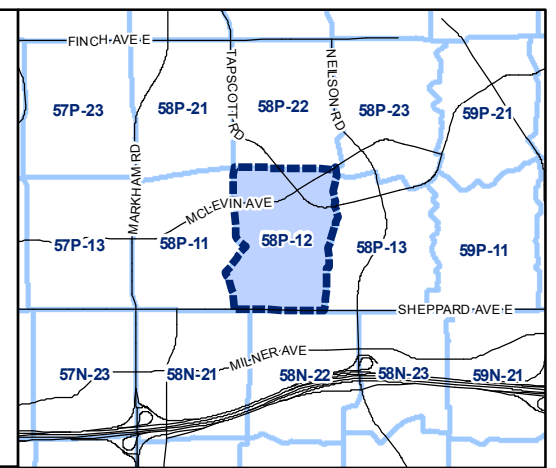 FINCH AVE E
TAPSCOTT RD
NEILSON RD
57P-23
58P-21
58P-22
58P-23
59P-21
MARKHAM RD
MCLEVIN AVE
57P-13
58P-11
58P-12
58P-13
59P-11
SHEPPARD AVE E
MILNER AVE
57N-23
58N-21
58N-22
58N-23
59N-21